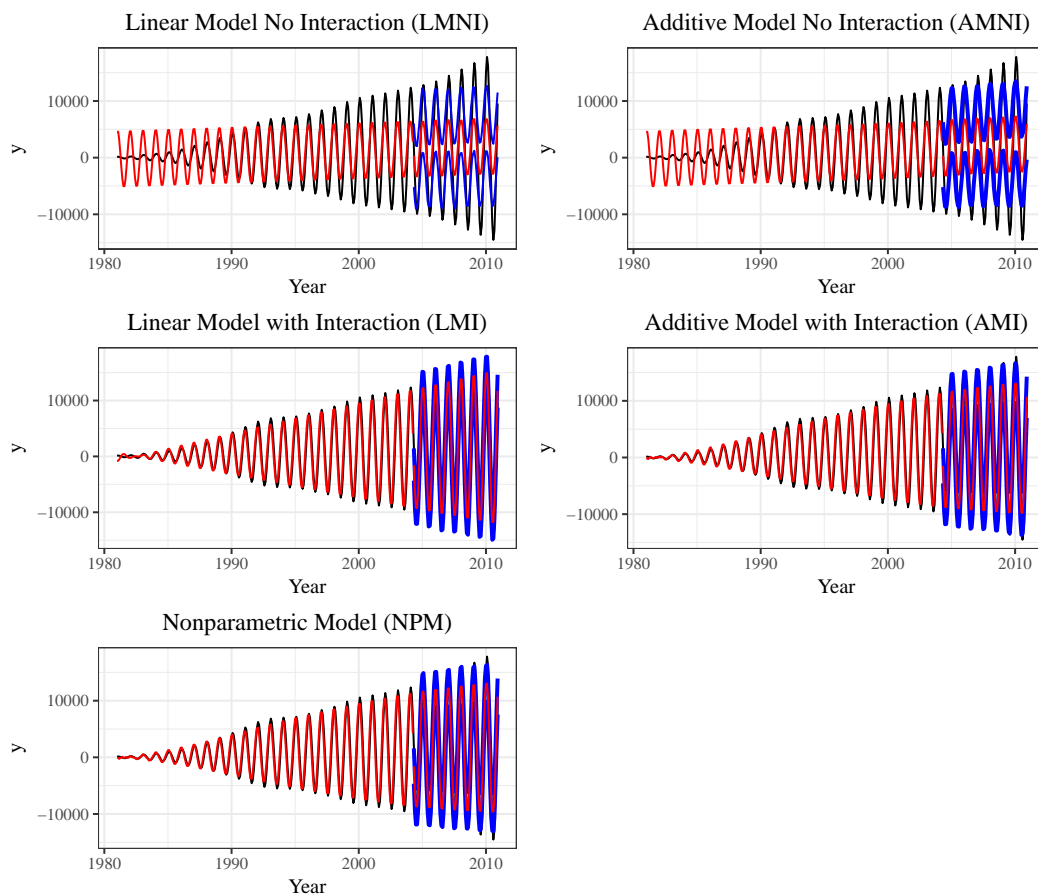 Linear Model No Interaction (LMNI)
y
10000
0
−10000
1980
1990
2000
2010
Year
Additive Model No Interaction (AMNI)
y
10000
0
−10000
1980
1990
2000
2010
Year
Linear Model with Interaction (LMI)
y
10000
0
−10000
1980
1990
2000
2010
Year
Additive Model with Interaction (AMI)
y
10000
0
−10000
1980
1990
2000
2010
Year
Nonparametric Model (NPM)
y
10000
0
−10000
1980
1990
2000
2010
Year